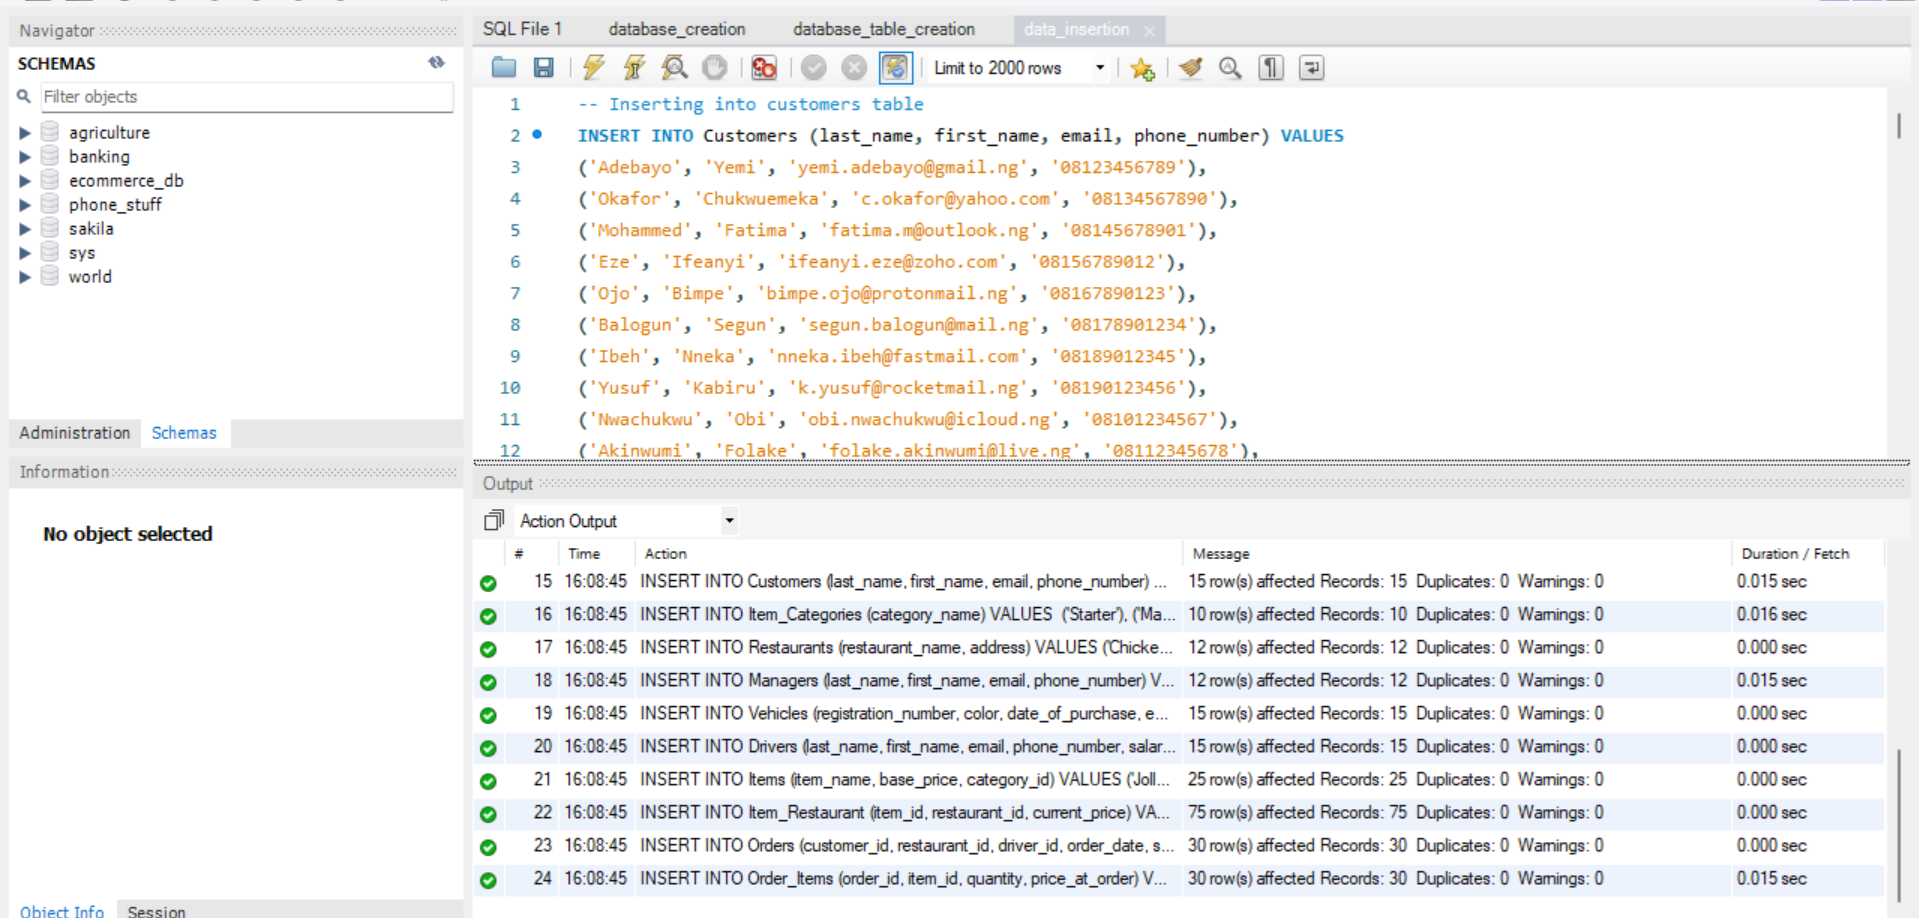 Navigator
SCHEMAS
Filter objects
agriculture
banking
ecommerce_db
phone_stuff
sakila
sys
world
Administration Schemas
Information
No object selected
Object Info Session
SQL File 1 database_creation database_table_creation data_insertion
Limit to 2000 rows
1 -- Inserting into customers table
2 INSERT INTO Customers (last_name, first_name, email, phone_number) VALUES
3 ('Adebayo', 'Yemi', 'yemi.adebayo@gmail.ng', '08123456789'),
4 ('Okafor', 'Chukwuemeka', 'c.okafor@yahoo.com', '08134567890'),
5 ('Mohammed', 'Fatima', 'fatima.m@outlook.ng', '08145678901'),
6 ('Eze', 'Ifeanyi', 'ifeanyi.eze@zoho.com', '08156789012'),
7 ('Ojo', 'Bimpe', 'bimpe.ojo@protonmail.ng', '08167890123'),
8 ('Balogun', 'Segun', 'segun.balogun@mail.ng', '08178901234'),
9 ('Ibeh', 'Nneka', 'nneka.ibeh@fastmail.com', '08189012345'),
10 ('Yusuf', 'Kabiru', 'k.yusuf@rocketmail.ng', '08190123456'),
11 ('Nwachukwu', 'Obi', 'obi.nwachukwu@icloud.ng', '08101234567'),
12 ('Akinwumi', 'Folake', 'folake.akinwumi@live.ng', '08112345678'),
Output
Action Output
# Time Action Message Duration / Fetch
15 16:08:45 INSERT INTO Customers (last_name, first_name, email, phone_number) ... 15 row(s) affected Records: 15 Duplicates: 0 Warnings: 0 0.015 sec
16 16:08:45 INSERT INTO Item_Categories (category_name) VALUES ('Starter'), ('Ma... 10 row(s) affected Records: 10 Duplicates: 0 Warnings: 0 0.016 sec
17 16:08:45 INSERT INTO Restaurants (restaurant_name, address) VALUES ('Chicke... 12 row(s) affected Records: 12 Duplicates: 0 Warnings: 0 0.000 sec
18 16:08:45 INSERT INTO Managers (last_name, first_name, email, phone_number) V... 12 row(s) affected Records: 12 Duplicates: 0 Warnings: 0 0.015 sec
19 16:08:45 INSERT INTO Vehicles (registration_number, color, date_of_purchase, e... 15 row(s) affected Records: 15 Duplicates: 0 Warnings: 0 0.000 sec
20 16:08:45 INSERT INTO Drivers (last_name, first_name, email, phone_number, salar... 15 row(s) affected Records: 15 Duplicates: 0 Warnings: 0 0.000 sec
21 16:08:45 INSERT INTO Items (item_name, base_price, category_id) VALUES ('Joll... 25 row(s) affected Records: 25 Duplicates: 0 Warnings: 0 0.000 sec
22 16:08:45 INSERT INTO Item_Restaurant (item_id, restaurant_id, current_price) VA... 75 row(s) affected Records: 75 Duplicates: 0 Warnings: 0 0.000 sec
23 16:08:45 INSERT INTO Orders (customer_id, restaurant_id, driver_id, order_date, s... 30 row(s) affected Records: 30 Duplicates: 0 Warnings: 0 0.000 sec
24 16:08:45 INSERT INTO Order_Items (order_id, item_id, quantity, price_at_order) V... 30 row(s) affected Records: 30 Duplicates: 0 Warnings: 0 0.015 sec